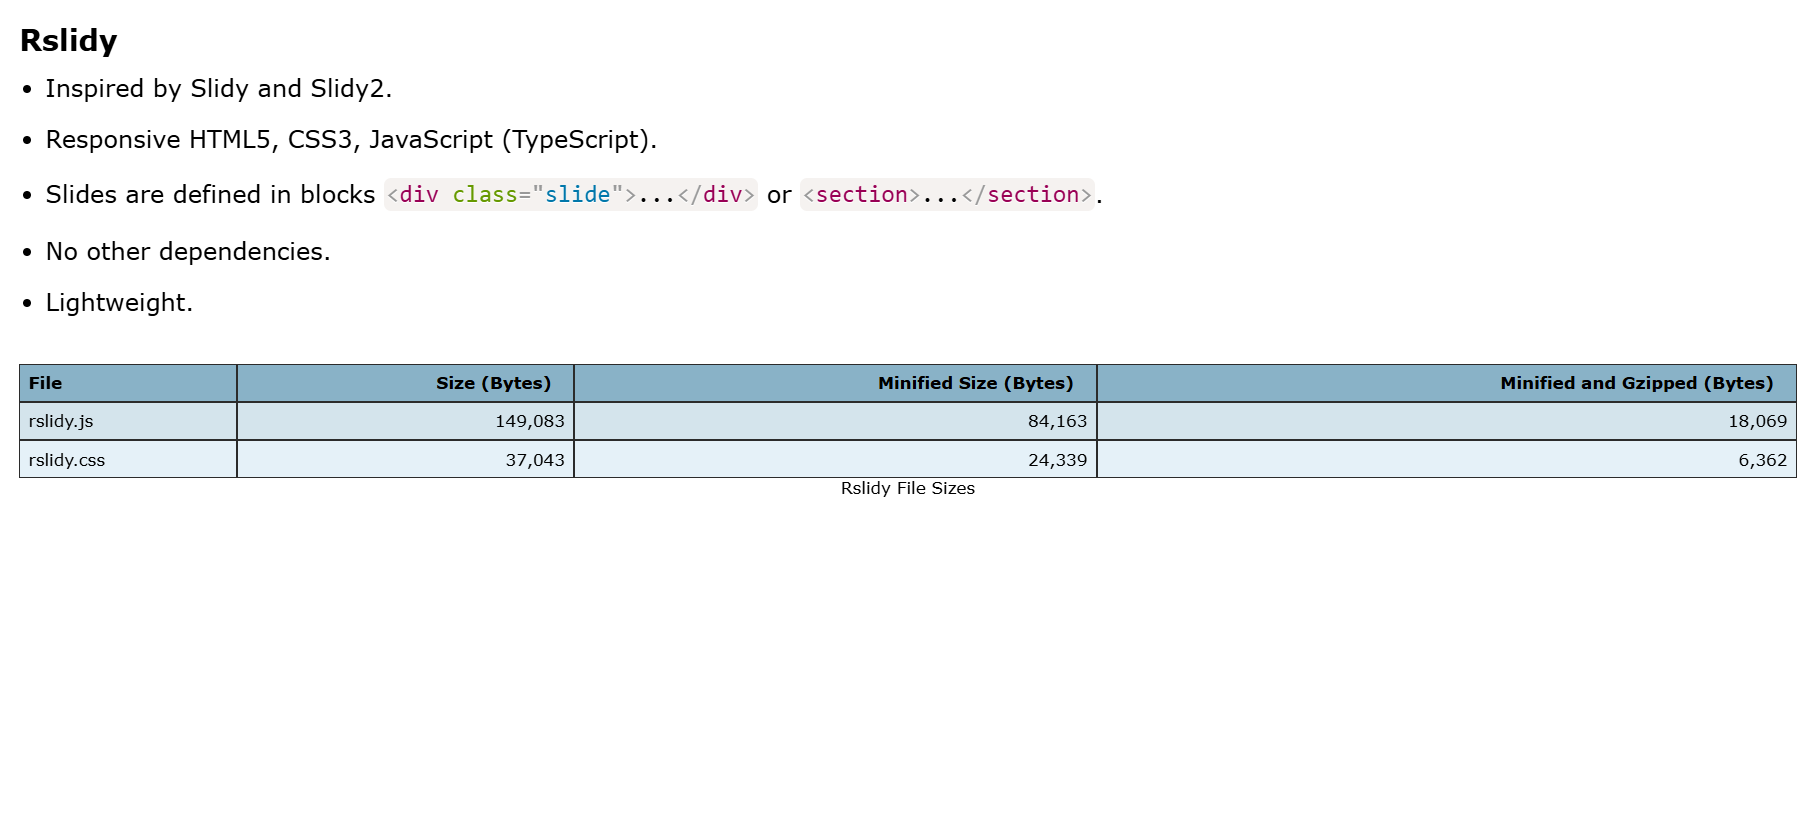 Rslidy
• Inspired by Slidy and Slidy2.
• Responsive HTML5, CSS3, JavaScript (TypeScript).
• Slides are defined in blocks <div class="slide">...</div> or <section>...</section>.
• No other dependencies.
• Lightweight.
File Size (Bytes) Minified Size (Bytes) Minified and Gzipped (Bytes)
rslidy.js 149,083 84,163 18,069
rslidy.css 37,043 24,339 6,362
Rslidy File Sizes